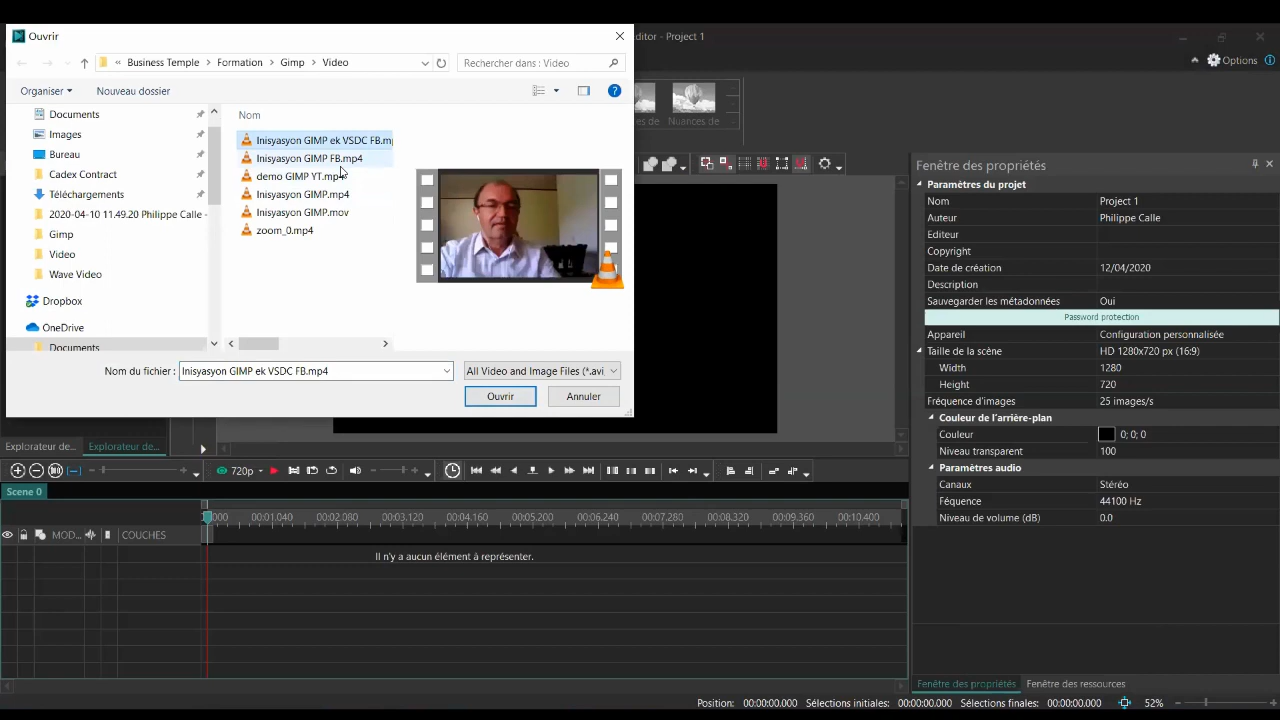 Ouvrir
ditor - Project 1
Options
« Business Temple > Formation > Gimp > Video
Rechercher dans : Video
Organiser
Nouveau dossier
Nuances de
Documents
Images
Bureau
Cadex Contract
Téléchargements
2020-04-10 11.49.20 Philippe Calle -
Gimp
Video
Wave Video
Dropbox
OneDrive
Documents
Nom
Inisyasyon GIMP ek VSDC FB.mp
Inisyasyon GIMP FB.mp4
demo GIMP YT.mp4
Inisyasyon GIMP.mp4
Inisyasyon GIMP.mov
zoom_0.mp4
Nom du fichier :
Inisyasyon GIMP ek VSDC FB.mp4
All Video and Image Files (*.avi,
Ouvrir
Annuler
Explorateur de...
Explorateur de...
Fenêtre des propriétés
Paramètres du projet
Nom Project 1
Auteur Philippe Calle
Editeur
Copyright
Date de création 12/04/2020
Description
Sauvegarder les métadonnées Oui
Password protection
Appareil Configuration personnalisée
Taille de la scène HD 1280x720 px (16:9)
Width 1280
Height 720
Fréquence d'images 25 images/s
Couleur de l'arrière-plan
Couleur 0; 0; 0
Niveau transparent 100
Paramètres audio
Canaux Stéréo
Féquence 44100 Hz
Niveau de volume (dB) 0.0
720p
Scene 0
:000 00:01.040 00:02.080 00:03.120 00:04.160 00:05.200 00:06.240 00:07.280 00:08.320 00:09.360 00:10.400
MOD... COUCHES
Il n'y a aucun élément à représenter.
Fenêtre des propriétés
Fenêtre des ressources
Position: 00:00:00.000 Sélections initiales: 00:00:00.000 Sélections finales: 00:00:00.000 52%